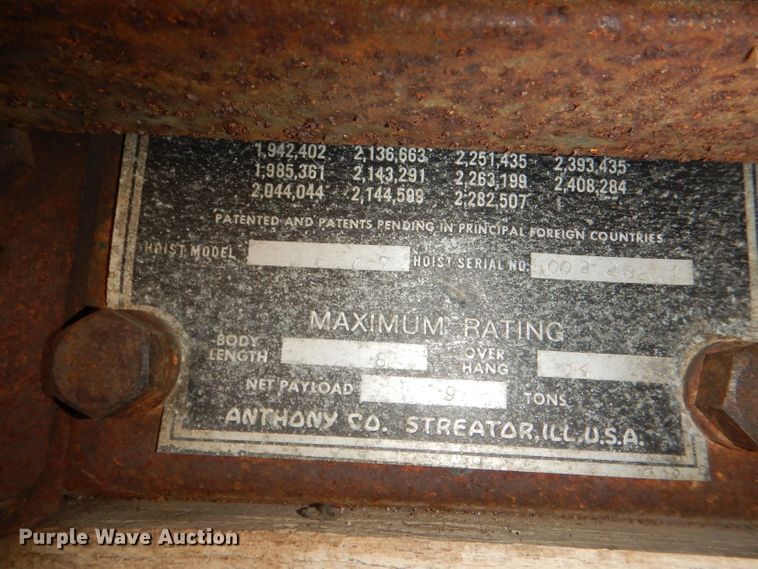 1,942,402 2,136,663 2,251,435 2,393,435
1,985,361 2,143,291 2,263,199 2,408,284
2,044,044 2,144,599 2,282,507
PATENTED AND PATENTS PENDING IN PRINCIPAL FOREIGN COUNTRIES
HOIST MODEL HOIST SERIAL NO.
MAXIMUM RATING
BODY LENGTH 8 OVER HANG 14
NET PAYLOAD 9 TONS
ANTHONY CO. STREATOR, ILL, U.S.A.
Purple Wave Auction